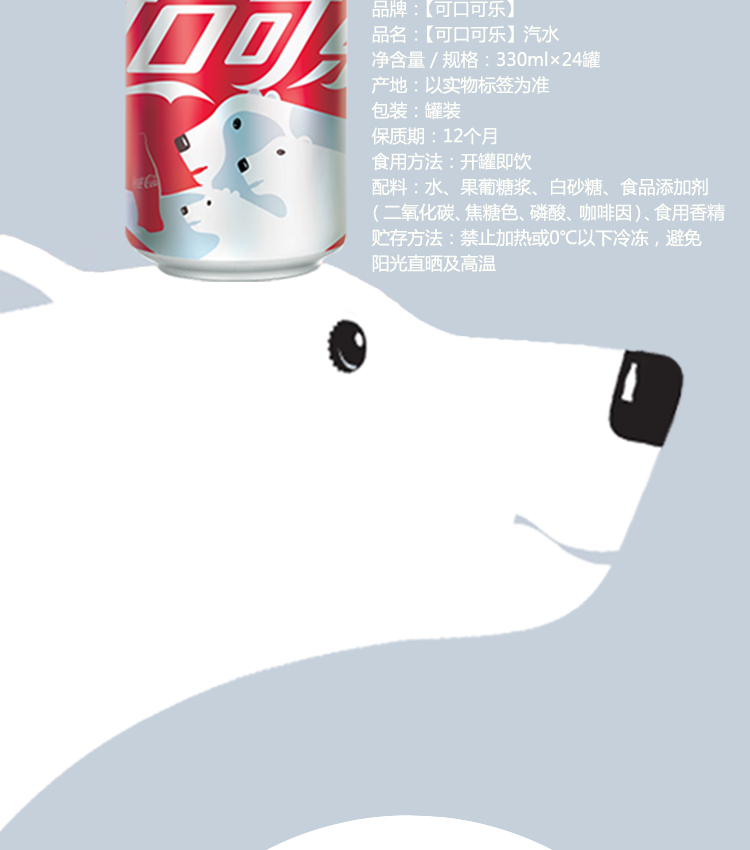 品牌：【可口可乐】
品名：【可口可乐】汽水
净含量 / 规格：330ml×24罐
产地：以实物标签为准
包装：罐装
保质期：12个月
食用方法：开罐即饮
配料：水、果葡糖浆、白砂糖、食品添加剂
（二氧化碳、焦糖色、磷酸、咖啡因）、食用香精
贮存方法：禁止加热或0℃以下冷冻，避免
阳光直晒及高温
口可乐
Coca-Cola